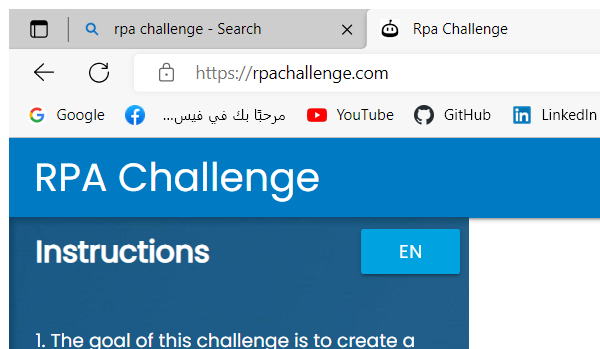 rpa challenge - Search
Rpa Challenge
https://rpachallenge.com
Google
مرحبًا بك في فيس...
YouTube
GitHub
LinkedIn
RPA Challenge
Instructions
EN
1. The goal of this challenge is to create a